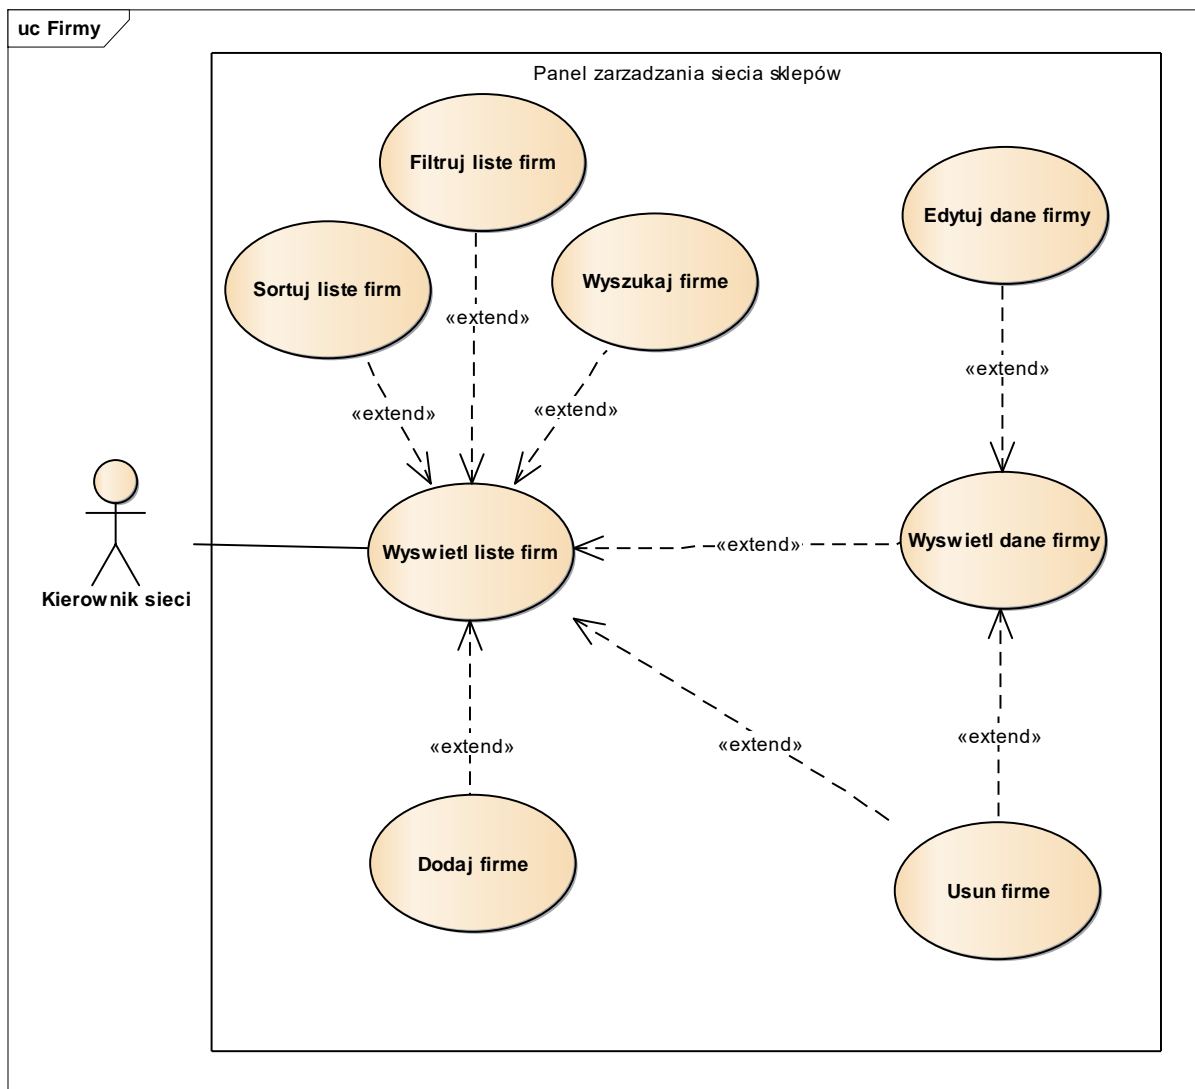 uc Firmy
Panel zarzadzania siecia sklepów
Filtruj liste firm
Edytuj dane firmy
Sortuj liste firm
Wyszukaj firme
«extend»
«extend»
«extend»
«extend»
Kierownik sieci
Wyswietl liste firm
«extend»
Wyswietl dane firmy
«extend»
«extend»
«extend»
Dodaj firme
Usun firme